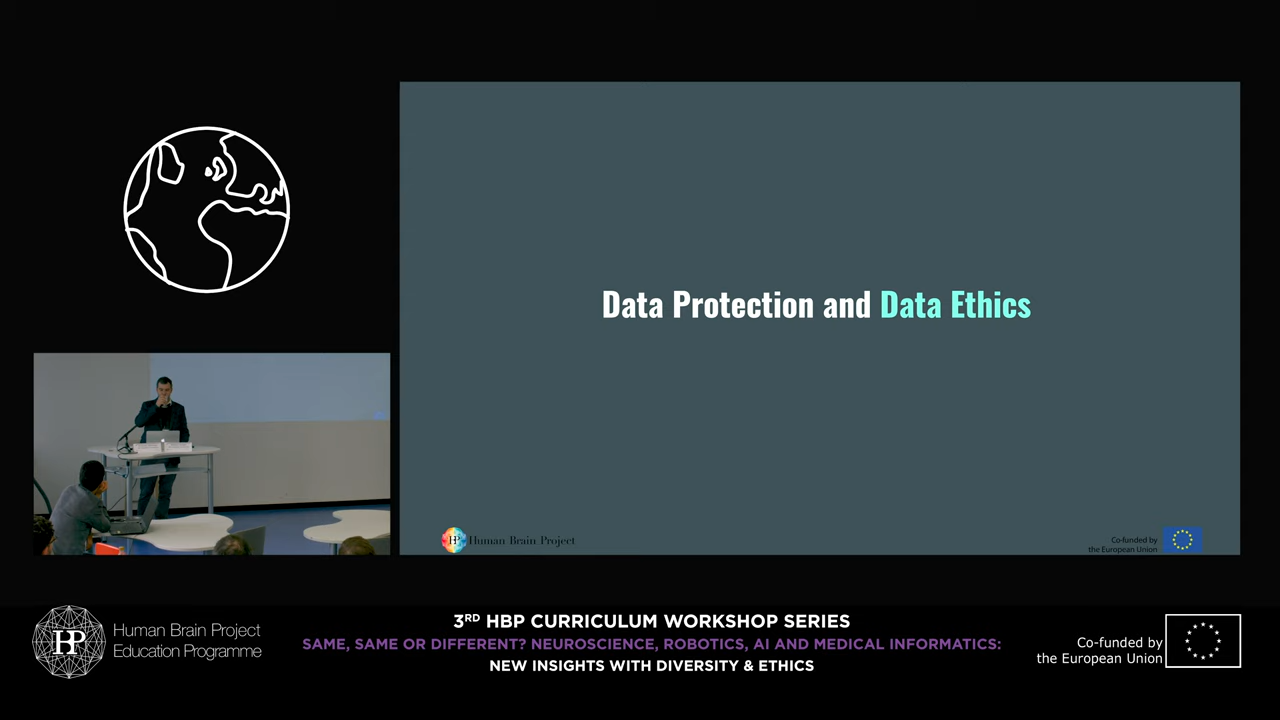 Data Protection and Data Ethics
HP Human Brain Project
Co-funded by
the European Union
HP
Human Brain Project
Education Programme
3RD HBP CURRICULUM WORKSHOP SERIES
SAME, SAME OR DIFFERENT? NEUROSCIENCE, ROBOTICS, AI AND MEDICAL INFORMATICS:
NEW INSIGHTS WITH DIVERSITY & ETHICS
Co-funded by
the European Union